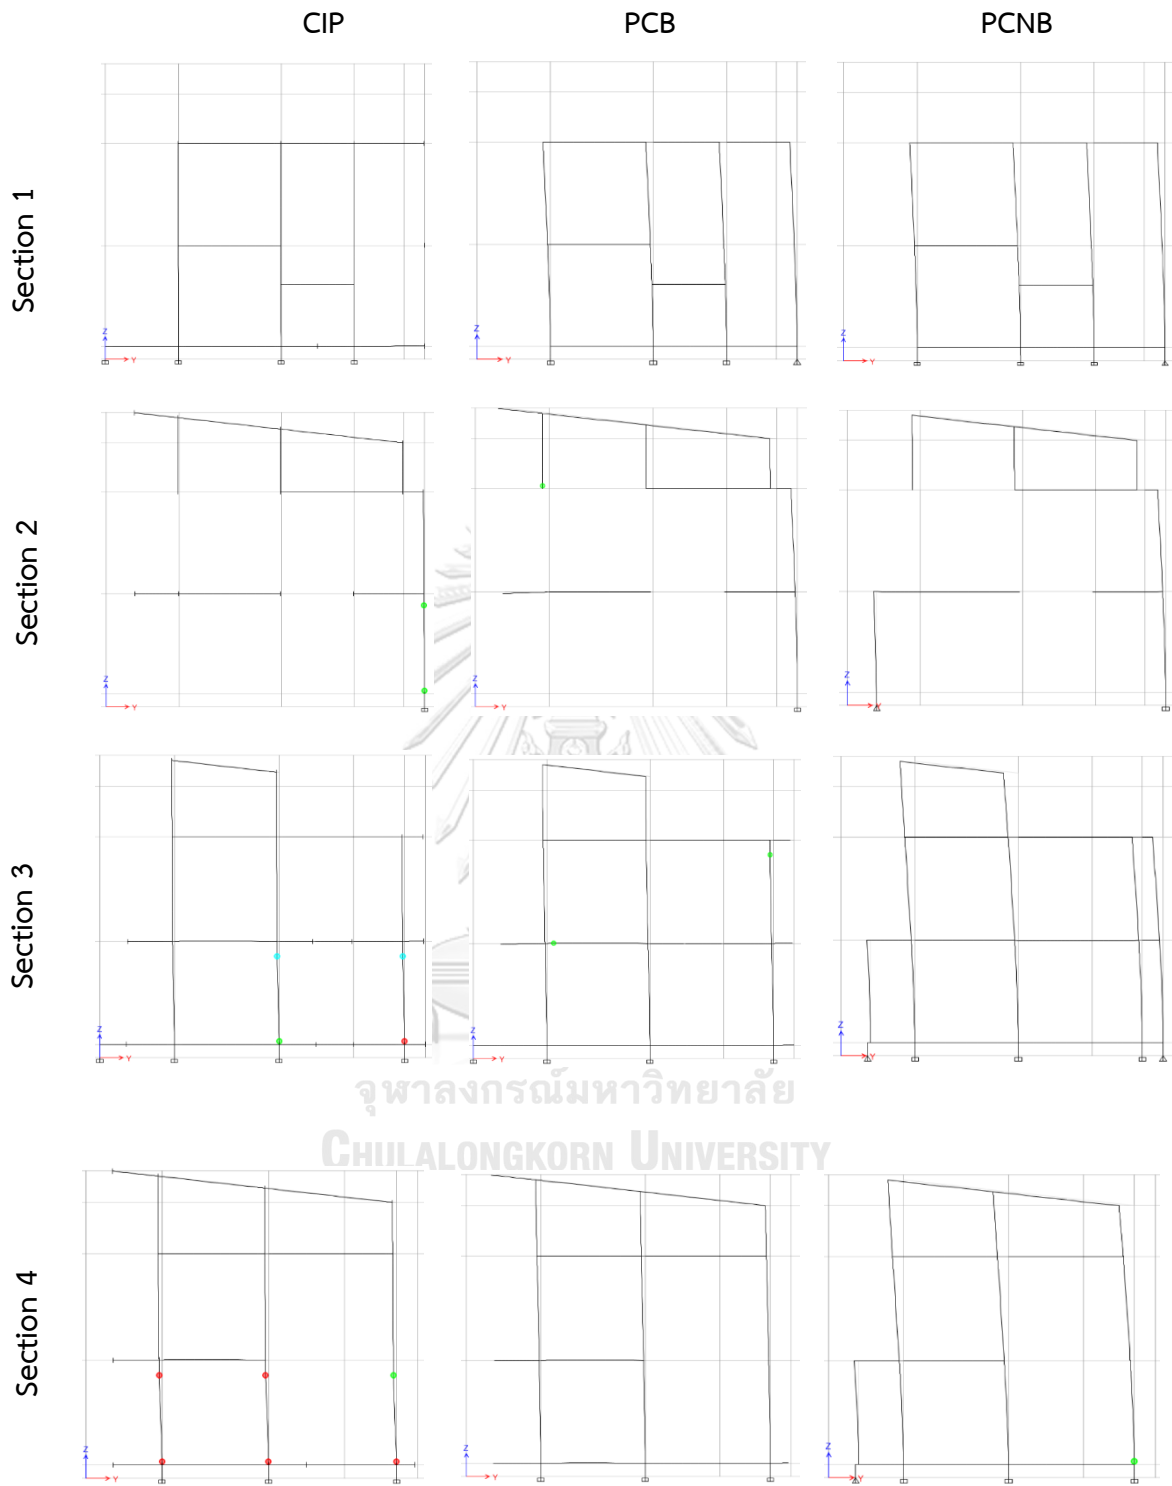 CIP PCB PCNB
Section 1
Z Y Z Y Z Y
Section 2
Z Y Z Y Z Y
Section 3
Z Y Z Y Z Y
จุฬาลงกรณ์มหาวิทยาลัย
CHULALONGKORN UNIVERSITY
Section 4
Z Y Z Y Z Y